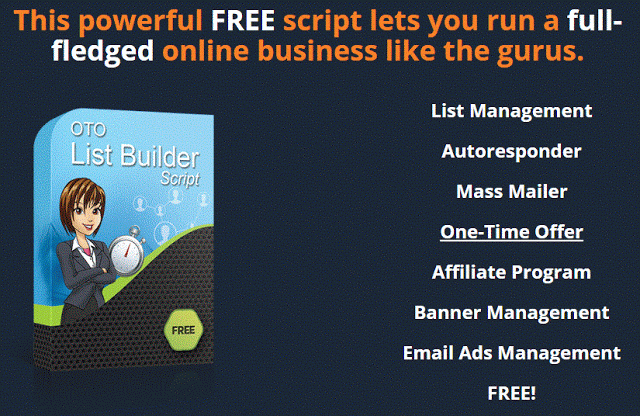 This powerful FREE script lets you run a full-
fledged online business like the gurus.
OTO
List Builder
Script
FREE
List Management
Autoresponder
Mass Mailer
One-Time Offer
Affiliate Program
Banner Management
Email Ads Management
FREE!